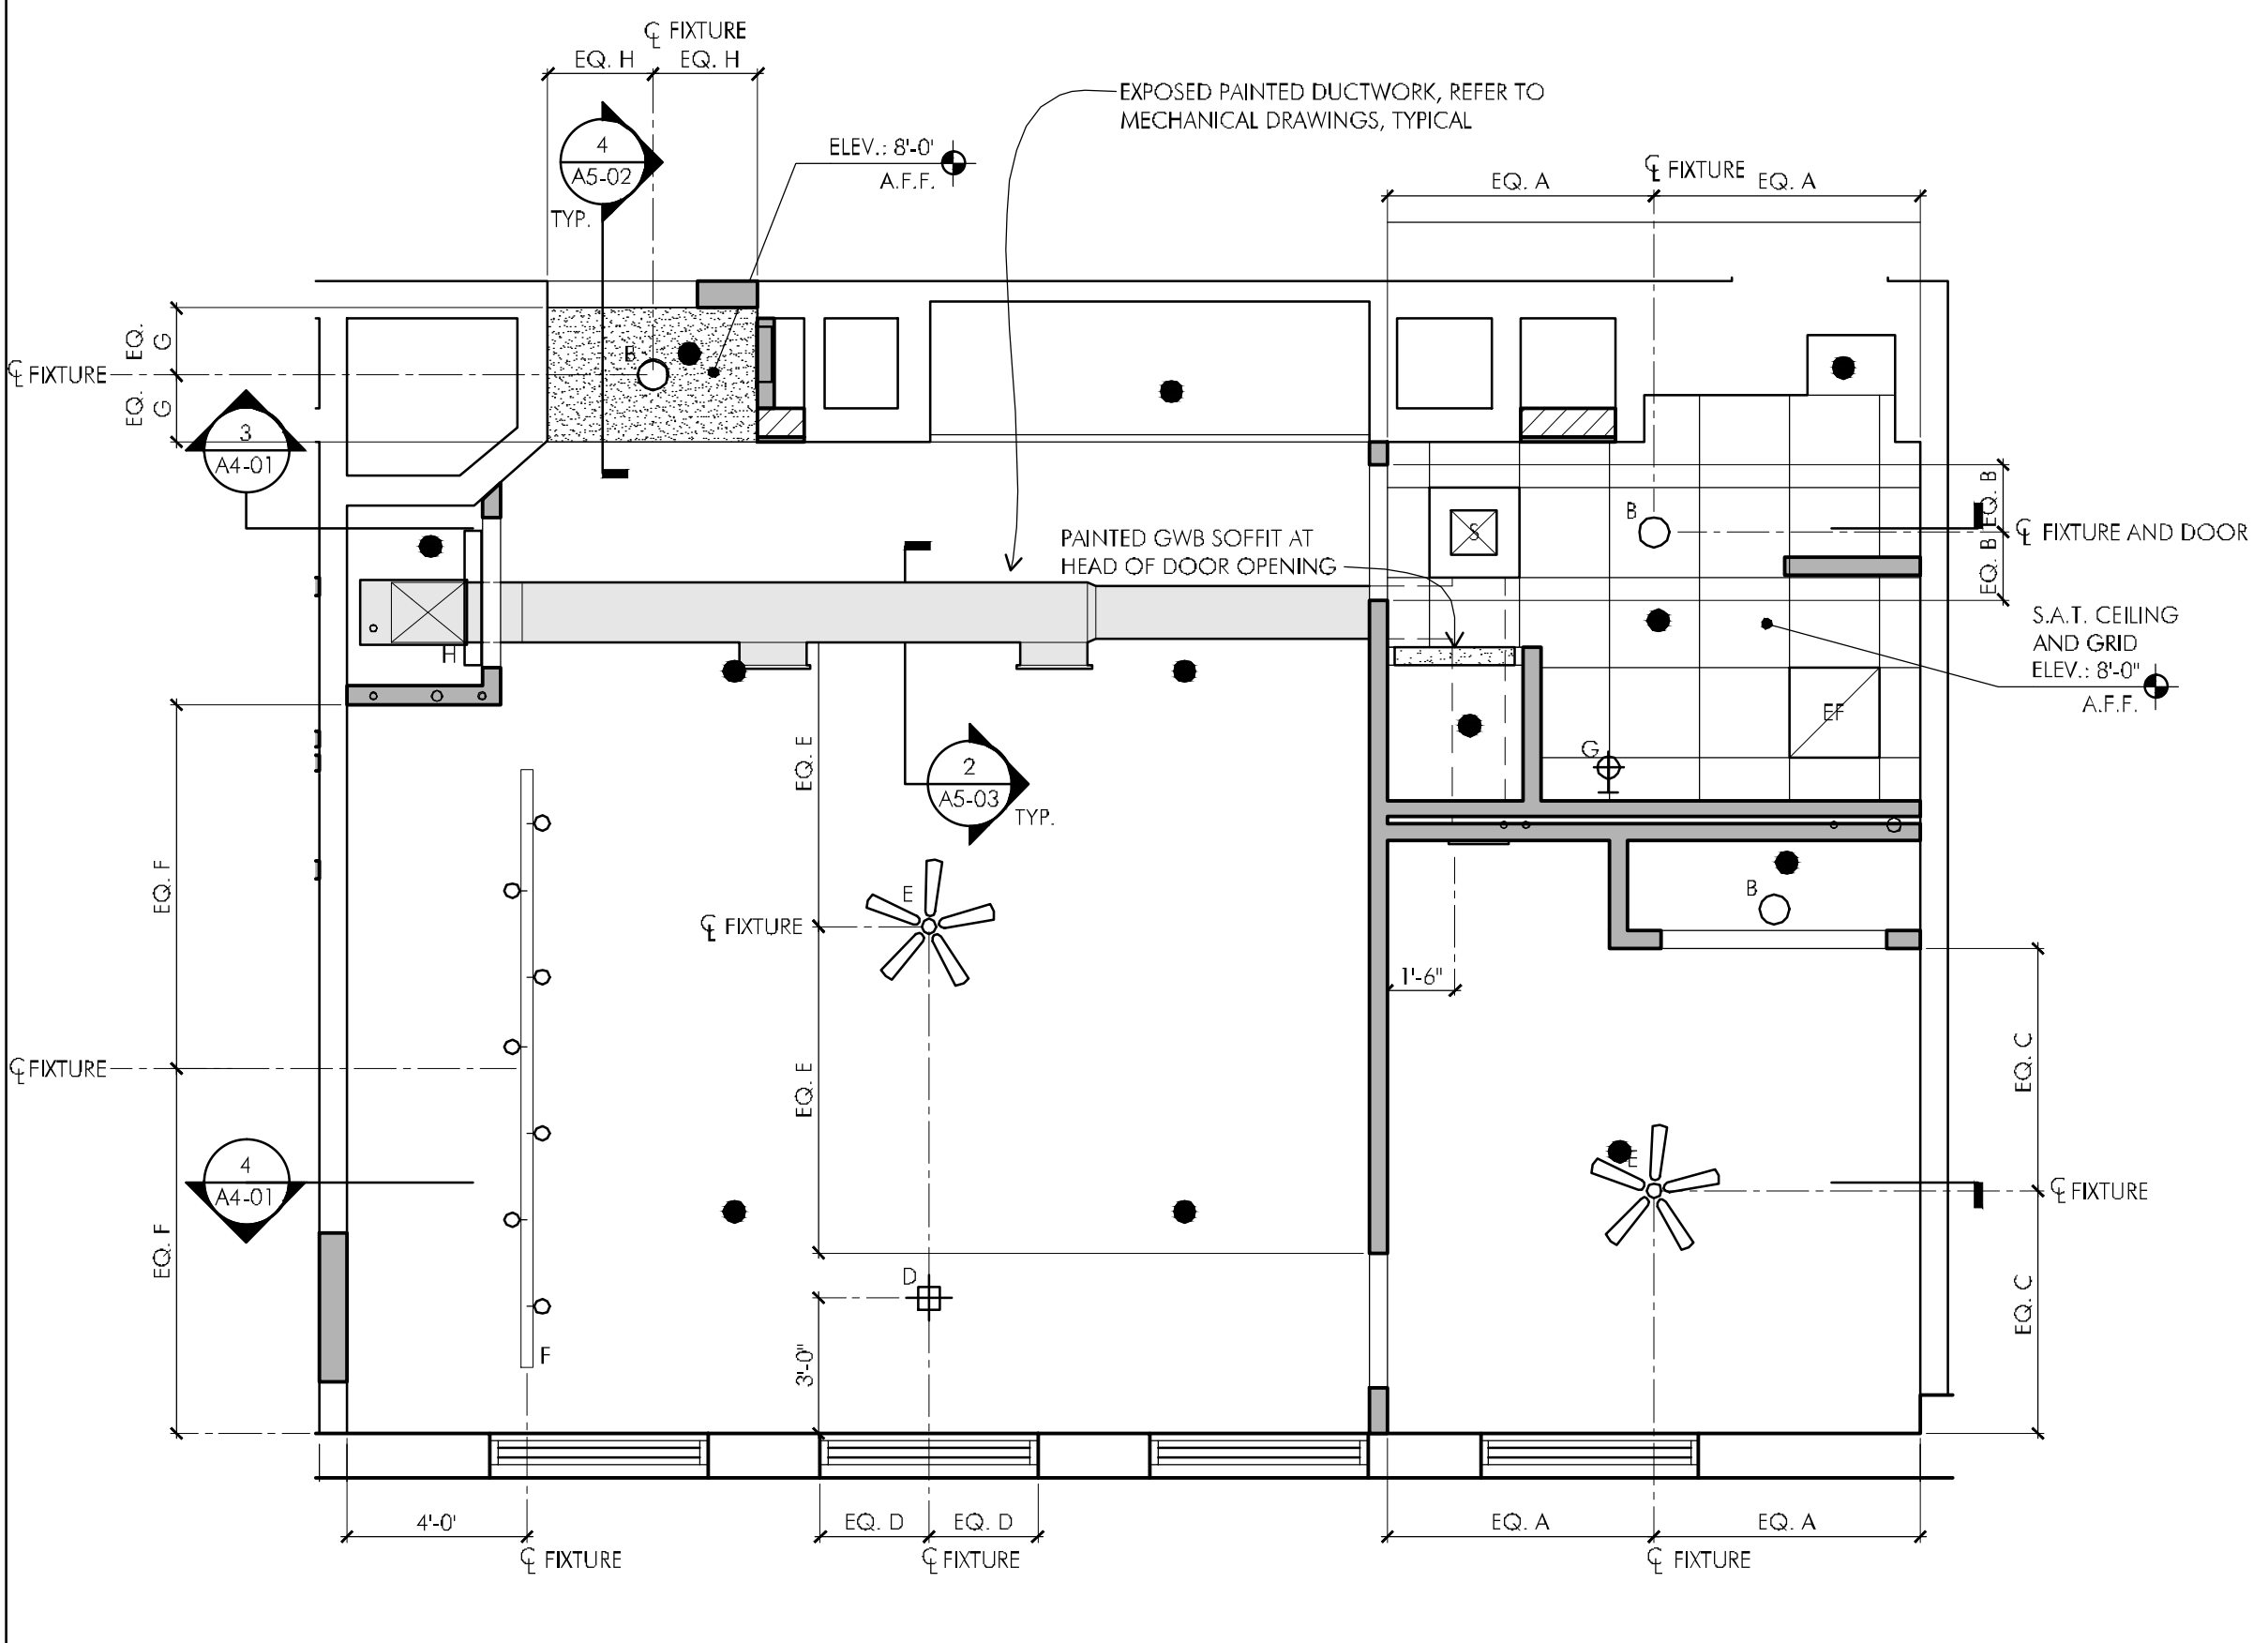 ℄ FIXTURE
EQ. H EQ. H
EXPOSED PAINTED DUCTWORK, REFER TO
MECHANICAL DRAWINGS, TYPICAL
4
A5-02
TYP.
ELEV.: 8'-0'
A.F.F.
℄ FIXTURE
EQ. A EQ. A
EQ. G
EQ. G
℄ FIXTURE
B
3
A4-01
PAINTED GWB SOFFIT AT
HEAD OF DOOR OPENING
S
B
EQ. B
EQ. B
℄ FIXTURE AND DOOR
S.A.T. CEILING
AND GRID
ELEV.: 8'-0"
A.F.F.
H
EF
G
EQ. E
2
A5-03
TYP.
EQ. F
E
℄ FIXTURE
B
1'-6"
℄ FIXTURE
EQ. E
EQ. C
4
A4-01
E
℄ FIXTURE
EQ. F
D
EQ. C
F
3'-0"
4'-0'
EQ. D EQ. D
EQ. A EQ. A
℄ FIXTURE
℄ FIXTURE
℄ FIXTURE